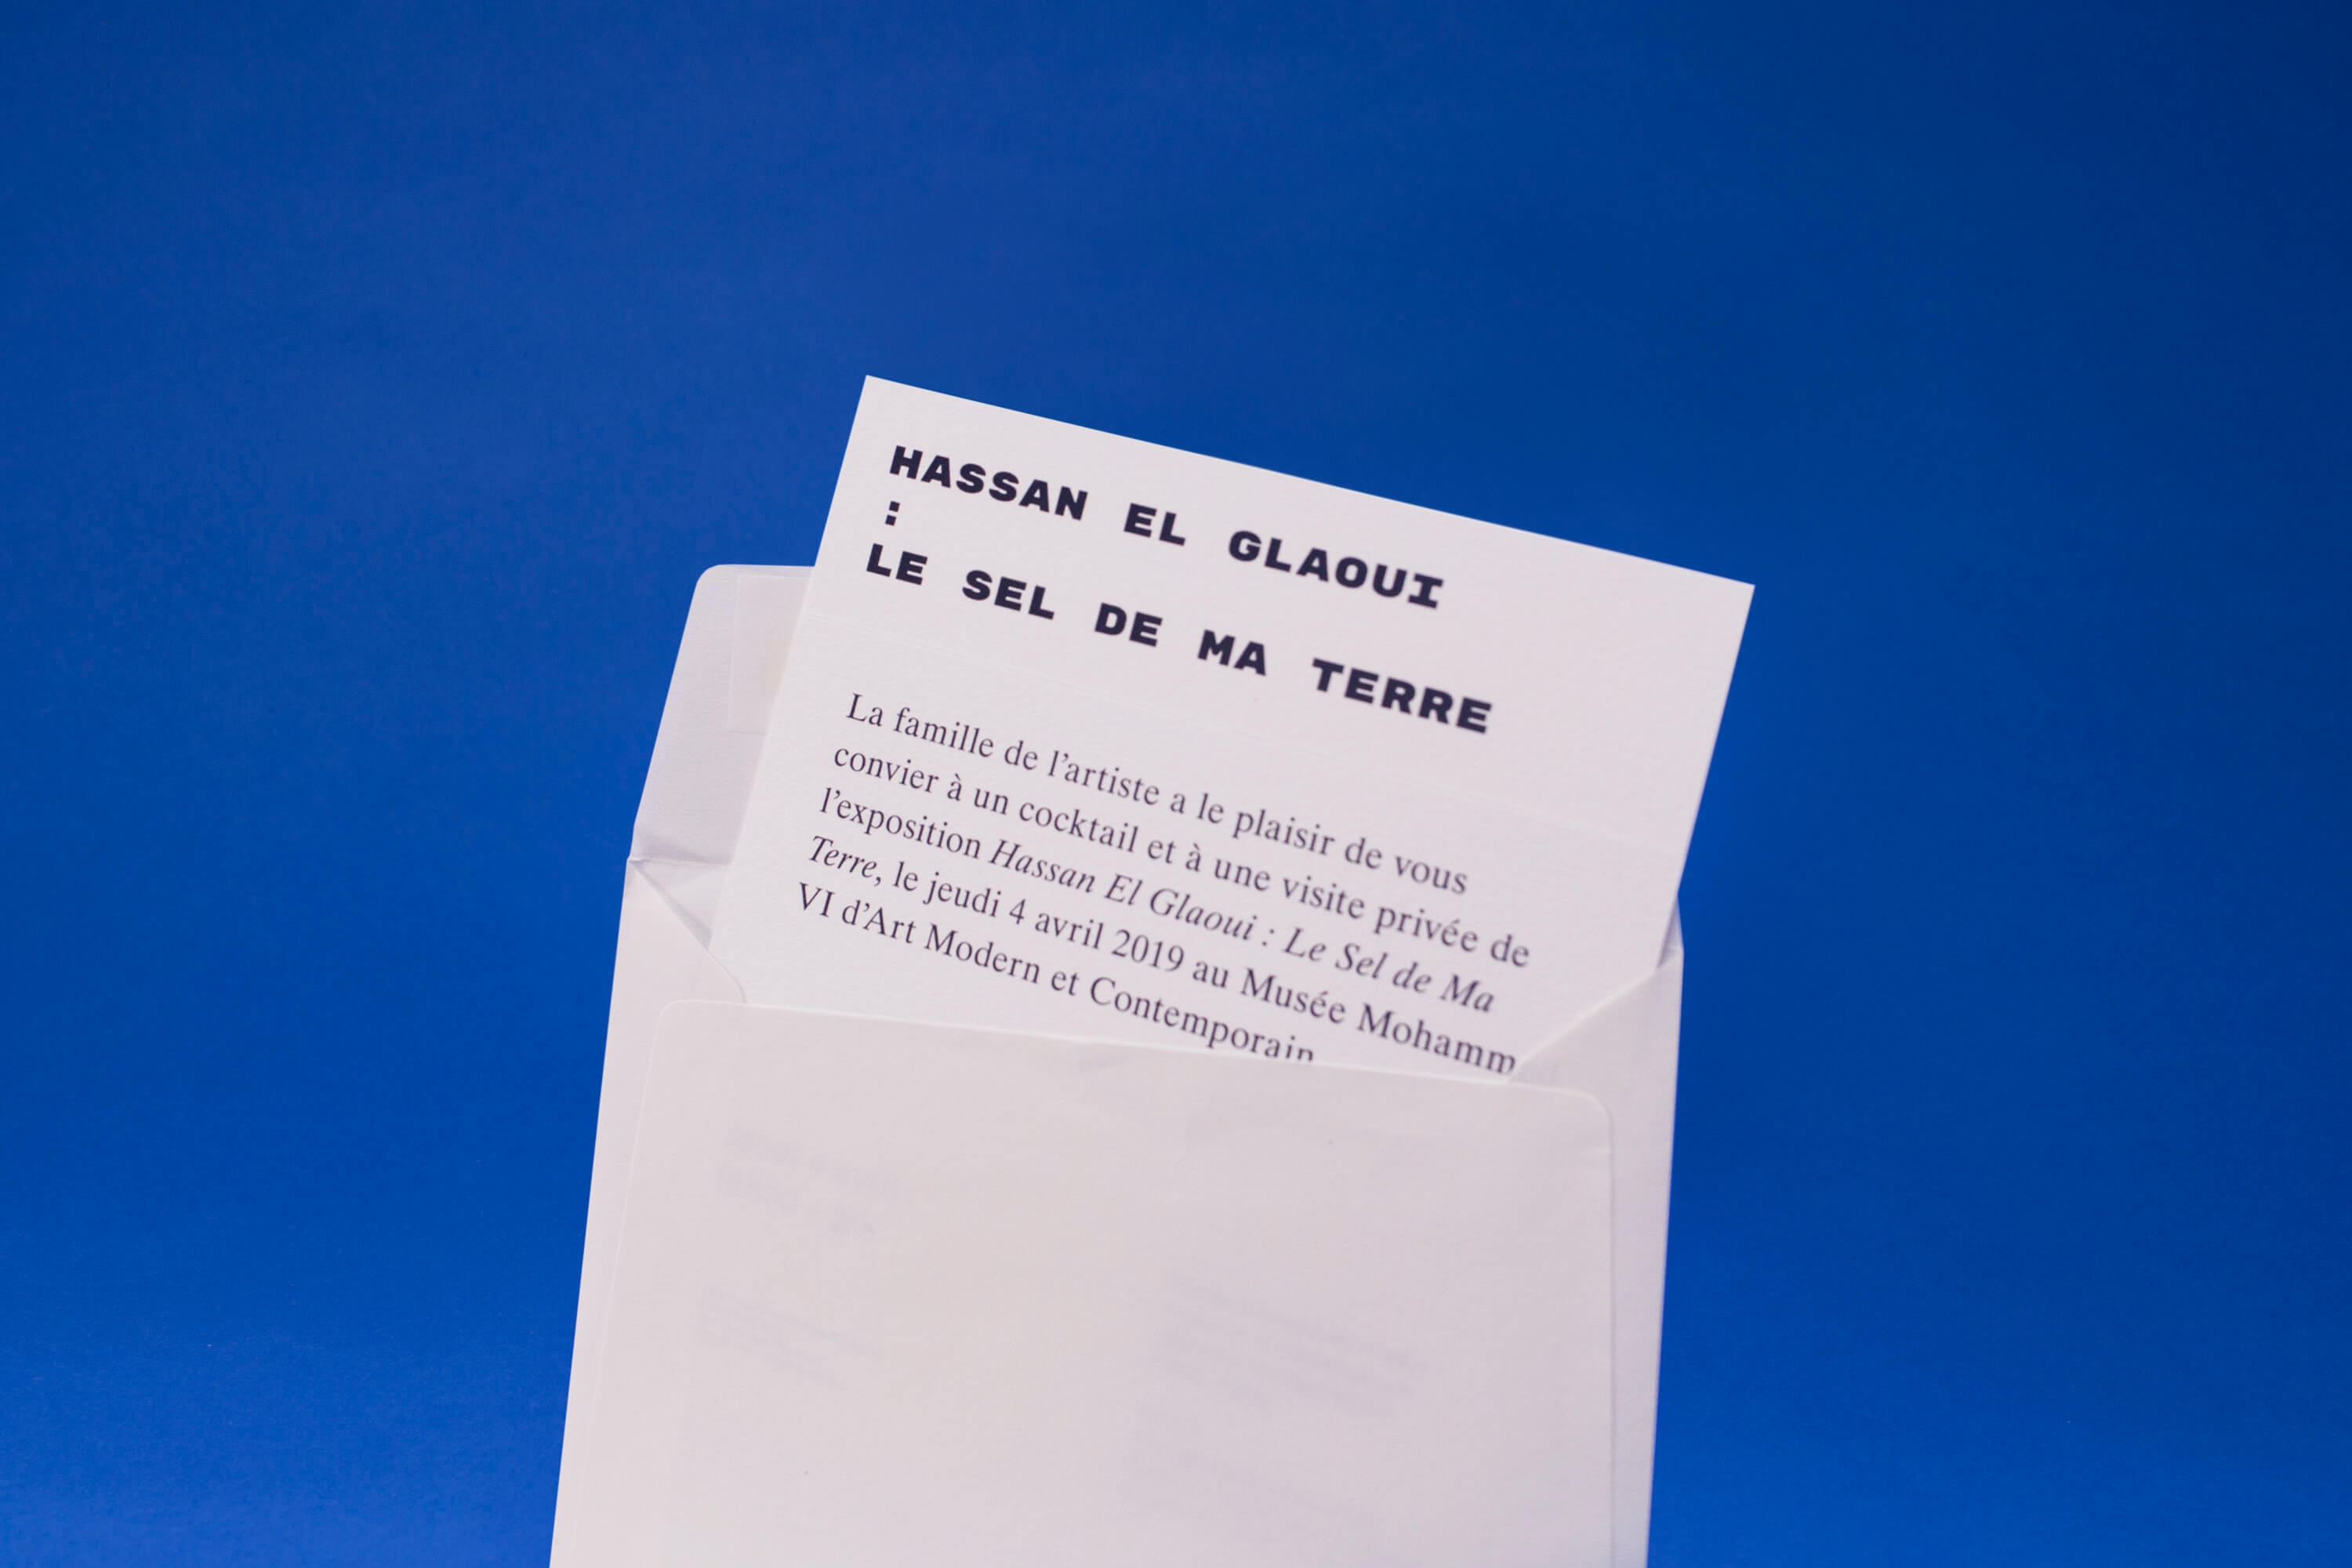 HASSAN EL GLAOUI
:
LE SEL DE MA TERRE
La famille de l’artiste a le plaisir de vous
convier à un cocktail et à une visite privée de
l’exposition Hassan El Glaoui : Le Sel de Ma
Terre, le jeudi 4 avril 2019 au Musée Mohamm
VI d’Art Modern et Contemporain